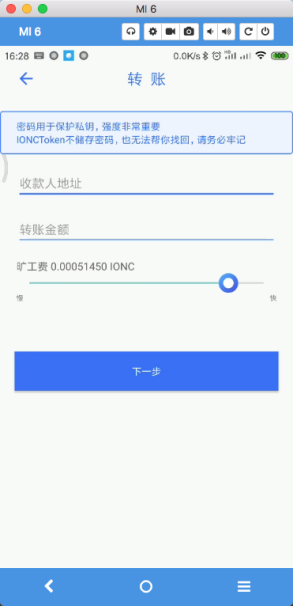 MI 6
MI 6
16:28
0.0K/s
HD
100
转 账
密码用于保护私钥，强度非常重要
IONCToken不储存密码，也无法帮你找回，请务必牢记
收款人地址
转账金额
旷工费 0.00051450 IONC
慢
快
下一步